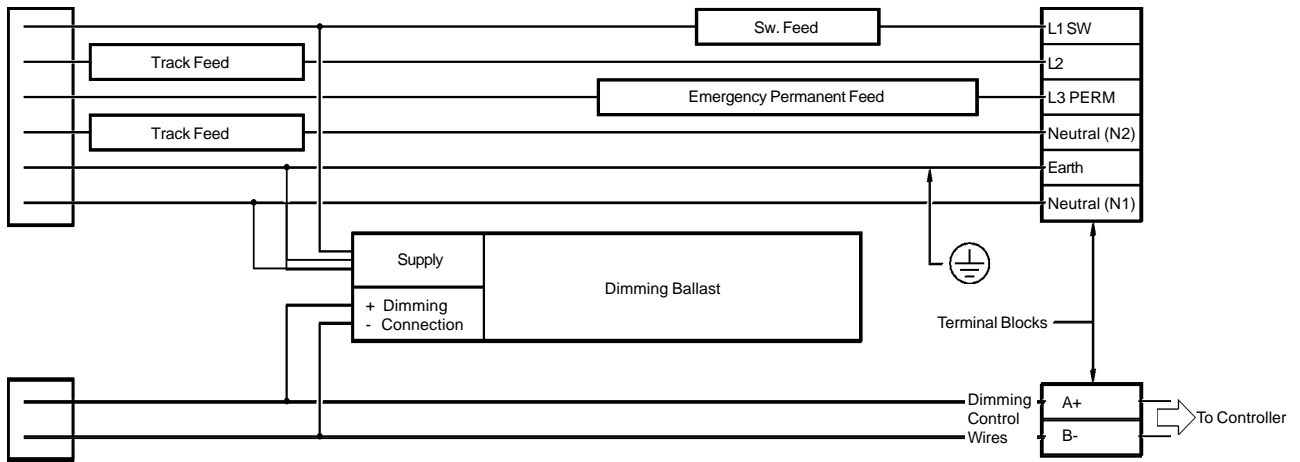 Sw. Feed
L1 SW
Track Feed
L2
Emergency Permanent Feed
L3 PERM
Track Feed
Neutral (N2)
Earth
Neutral (N1)
Supply
Dimming Ballast
+ Dimming
- Connection
Terminal Blocks
Dimming
Control
Wires
A+
B-
To Controller